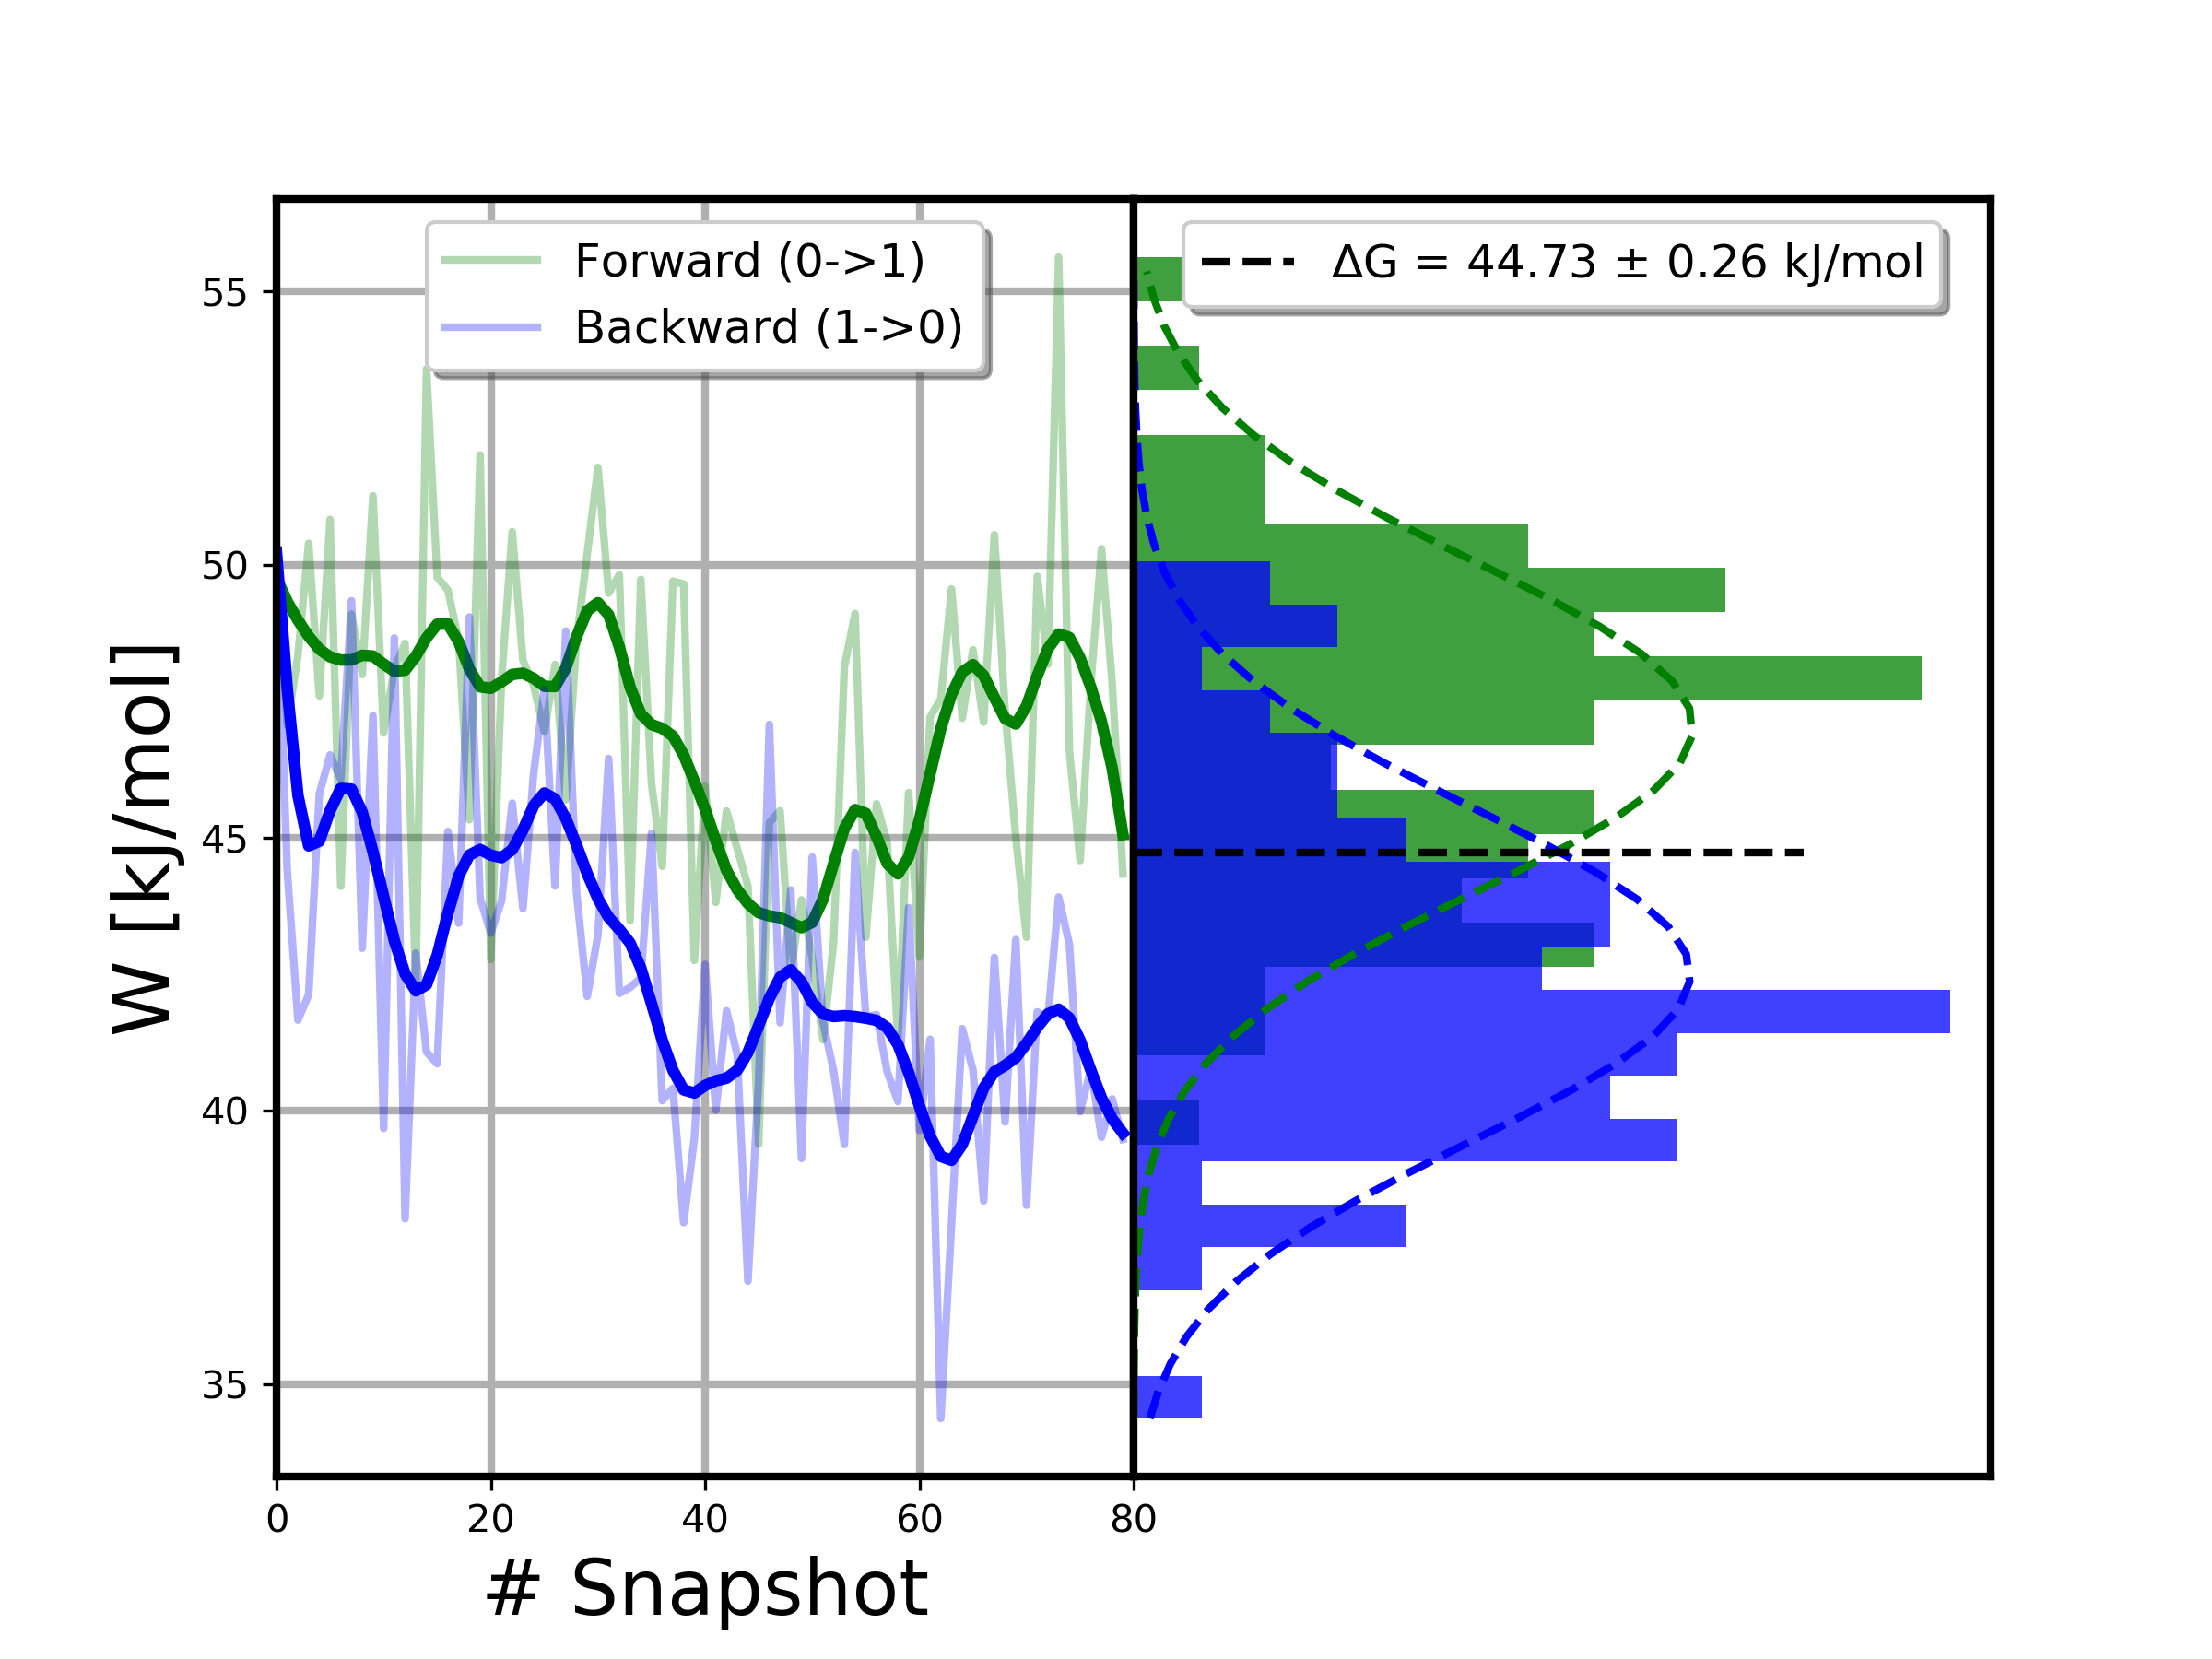 Forward (0->1)
Backward (1->0)
ΔG = 44.73 ± 0.26 kJ/mol
W [kJ/mol]
55
50
45
40
35
0 20 40 60 80
# Snapshot